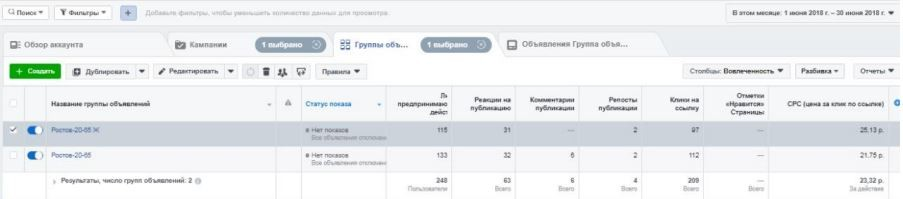 Поиск Фильтры + Добавьте фильтры, чтобы уменьшить количество данных для просмотра. В этом месяце: 1 июня 2018 г. – 30 июня 2018 г.
Обзор аккаунта Кампании 1 выбрано Группы объ... 1 выбрано Объявления Группа объя...
+ Создать Дублировать Редактировать Правила Столбцы: Вовлеченность Разбивка Отчеты
Название группы объявлений Статус показа предпринимаю дейст Реакции на публикацию Комментарии публикации Репосты публикации Клики на ссылку Отметки «Нравится» Страницы CPC (цена за клик по ссылке)
Ростов-20-65 Ж Нет показов 115 31 — 2 97 — 25,13 р.
Все объявления отключен
Ростов-20-65 Нет показов 133 32 6 2 112 — 21,75 р.
Все объявления отключен
Результаты, число групп объявлений: 2 248 63 6 4 209 — 23,32 р.
Пользователи Всего Всего Всего Всего Всего За действие